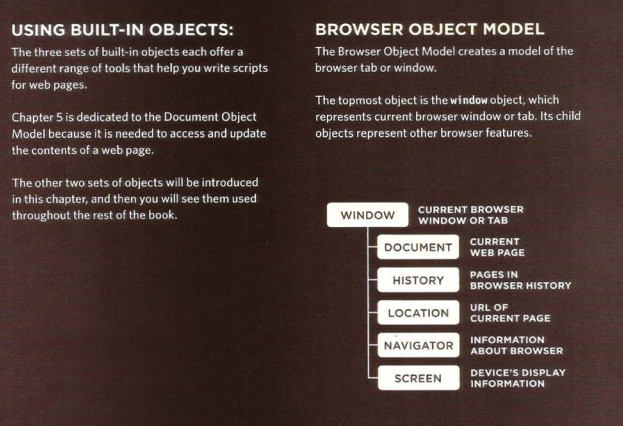 USING BUILT-IN OBJECTS:
The three sets of built-in objects each offer a
different range of tools that help you write scripts
for web pages.
Chapter 5 is dedicated to the Document Object
Model because it is needed to access and update
the contents of a web page.
The other two sets of objects will be introduced
in this chapter, and then you will see them used
throughout the rest of the book.
BROWSER OBJECT MODEL
The Browser Object Model creates a model of the
browser tab or window.
The topmost object is the window object, which
represents current browser window or tab. Its child
objects represent other browser features.
WINDOW
CURRENT BROWSER
WINDOW OR TAB
DOCUMENT
CURRENT
WEB PAGE
HISTORY
PAGES IN
BROWSER HISTORY
LOCATION
URL OF
CURRENT PAGE
NAVIGATOR
INFORMATION
ABOUT BROWSER
SCREEN
DEVICE'S DISPLAY
INFORMATION